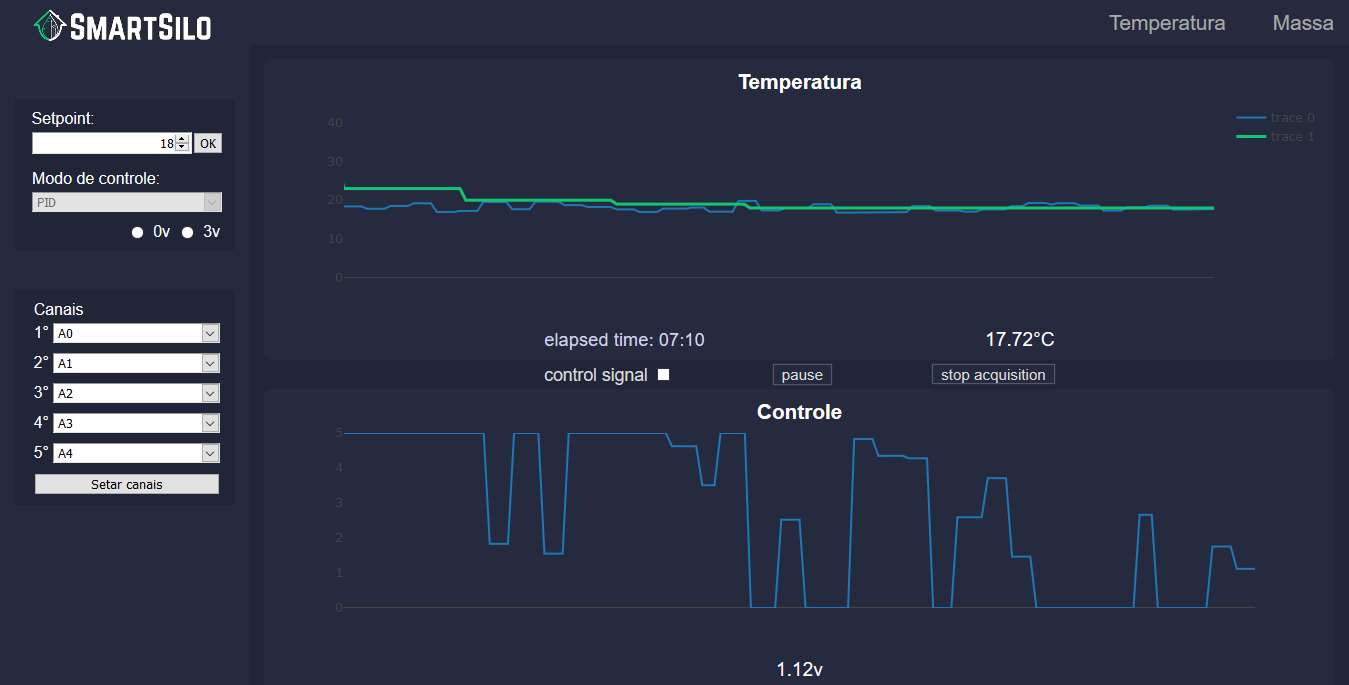 SMARTSILO
Temperatura Massa
Setpoint:
18 OK
Modo de controle:
PID
0v 3v
Canais
1° A0
2° A1
3° A2
4° A3
5° A4
Setar canais
Temperatura
40
30
20
10
0
trace 0
trace 1
elapsed time: 07:10 17.72°C
control signal pause stop acquisition
Controle
5
4
3
2
1
0
1.12v